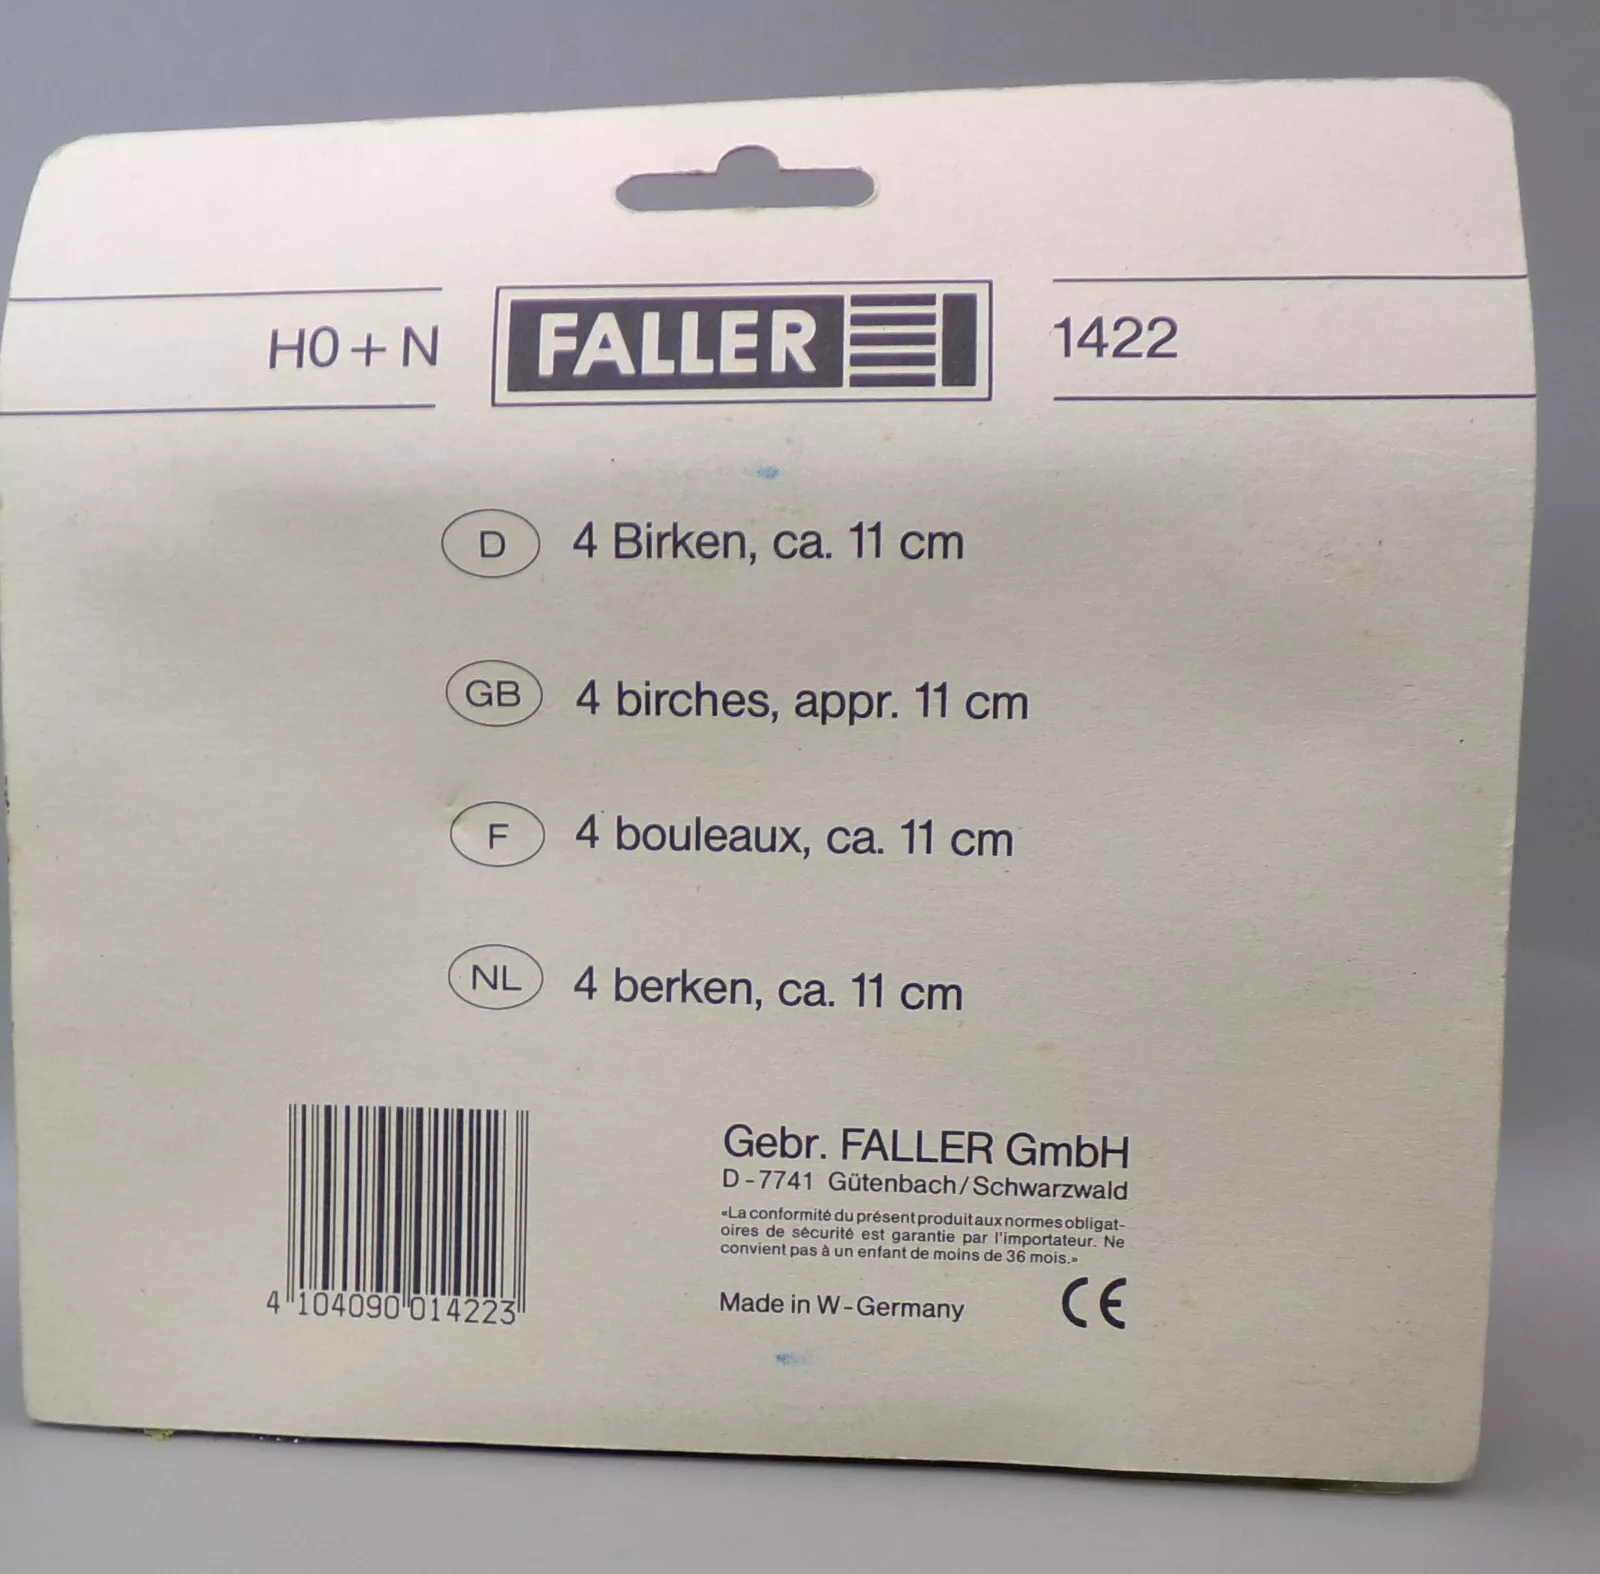 H0 + N FALLER 1422
D 4 Birken, ca. 11 cm
GB 4 birches, appr. 11 cm
F 4 bouleaux, ca. 11 cm
NL 4 berken, ca. 11 cm
4 104090 014223
Gebr. FALLER GmbH
D-7741 Gütenbach/Schwarzwald
«La conformité du présent produit aux normes obligat-
oires de sécurité est garantie par l'importateur. Ne
convient pas à un enfant de moins de 36 mois.»
Made in W-Germany CE